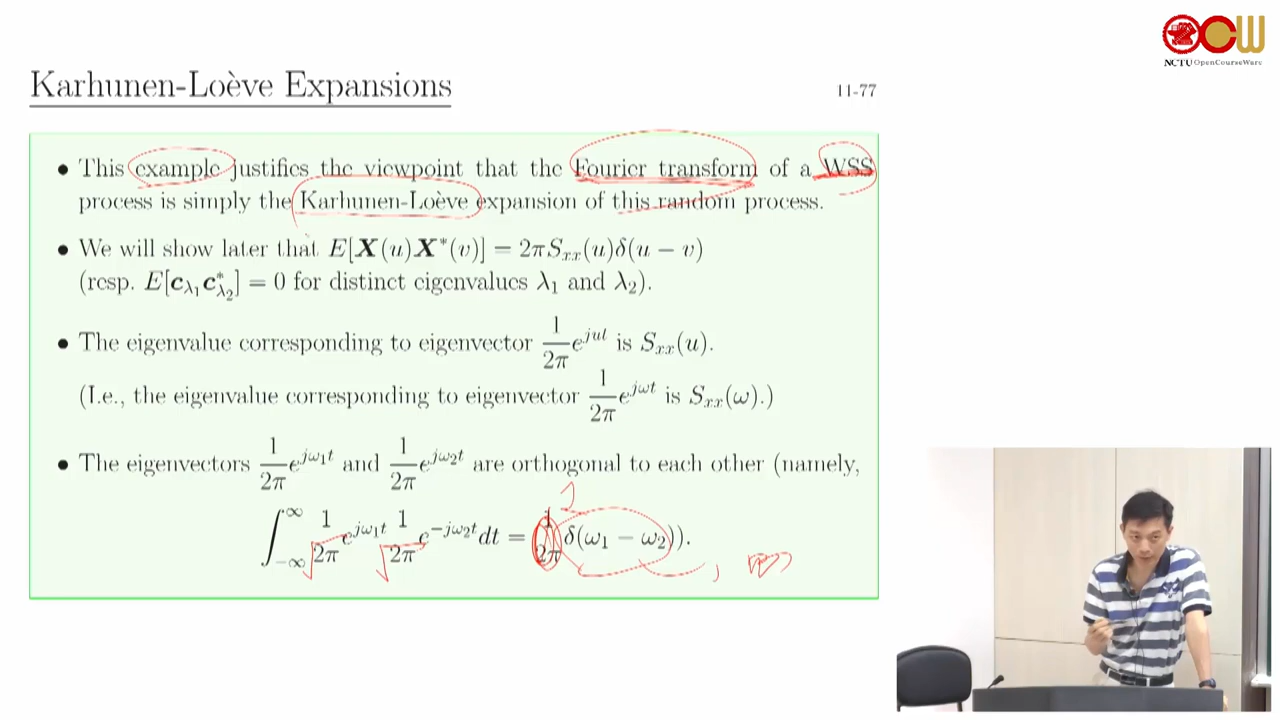 NCTU OpenCourseWare
Karhunen-Loève Expansions
11-77
• This example justifies the viewpoint that the Fourier transform of a WSS
process is simply the Karhunen-Loève expansion of this random process.
• We will show later that E[X(u)X*(v)] = 2πS_xx(u)δ(u − v)
(resp. E[c_λ₁ c*_λ₂] = 0 for distinct eigenvalues λ₁ and λ₂).
• The eigenvalue corresponding to eigenvector 1/2π e^{jut} is S_xx(u).
(I.e., the eigenvalue corresponding to eigenvector 1/2π e^{jωt} is S_xx(ω).)
• The eigenvectors 1/2π e^{jω₁t} and 1/2π e^{jω₂t} are orthogonal to each other (namely,
∫_{−∞}^{∞} 1/2π e^{jω₁t} 1/2π e^{−jω₂t} dt = 1/2π δ(ω₁ − ω₂)).